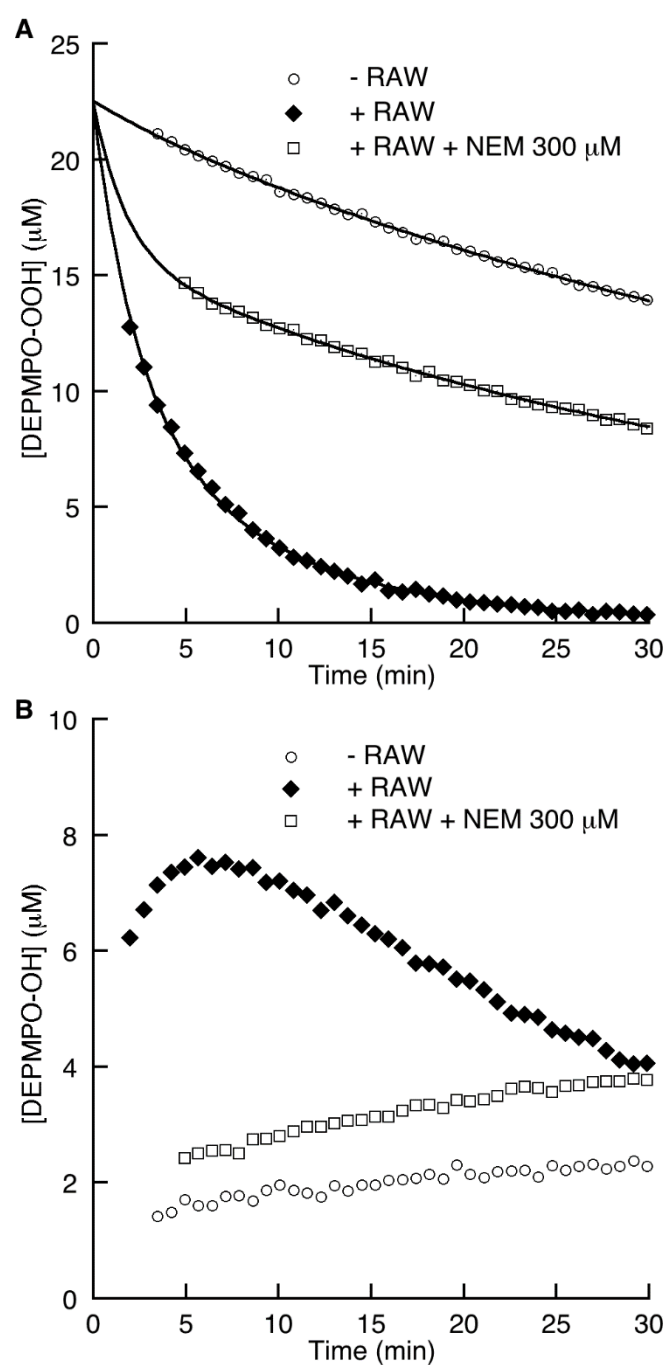 A
[DEPMPO-OOH] (µM)
25
20
15
10
5
0
- RAW
+ RAW
+ RAW + NEM 300 µM
0 5 10 15 20 25 30
Time (min)
B
[DEPMPO-OH] (µM)
10
8
6
4
2
0
- RAW
+ RAW
+ RAW + NEM 300 µM
0 5 10 15 20 25 30
Time (min)